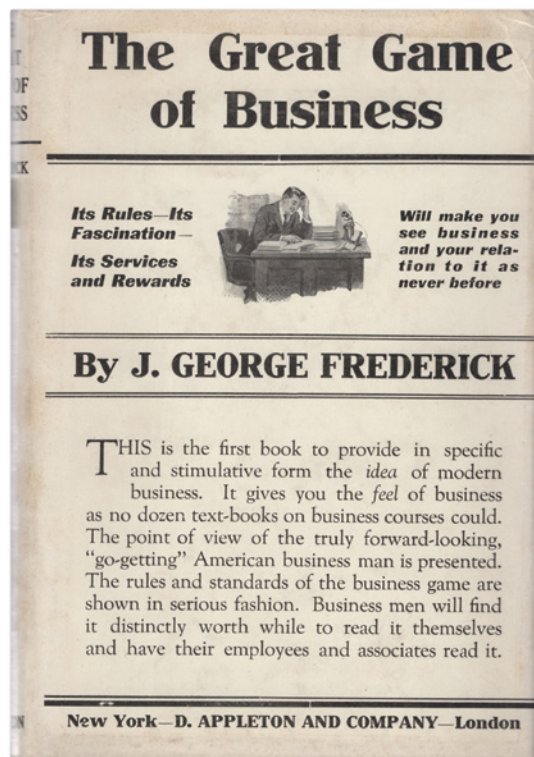 The Great Game
of Business
Its Rules—Its
Fascination—
Its Services
and Rewards
Will make you
see business
and your rela-
tion to it as
never before
By J. GEORGE FREDERICK
THIS is the first book to provide in specific
and stimulative form the idea of modern
business. It gives you the feel of business
as no dozen text-books on business courses could.
The point of view of the truly forward-looking,
“go-getting” American business man is presented.
The rules and standards of the business game are
shown in serious fashion. Business men will find
it distinctly worth while to read it themselves
and have their employees and associates read it.
New York—D. APPLETON AND COMPANY—London